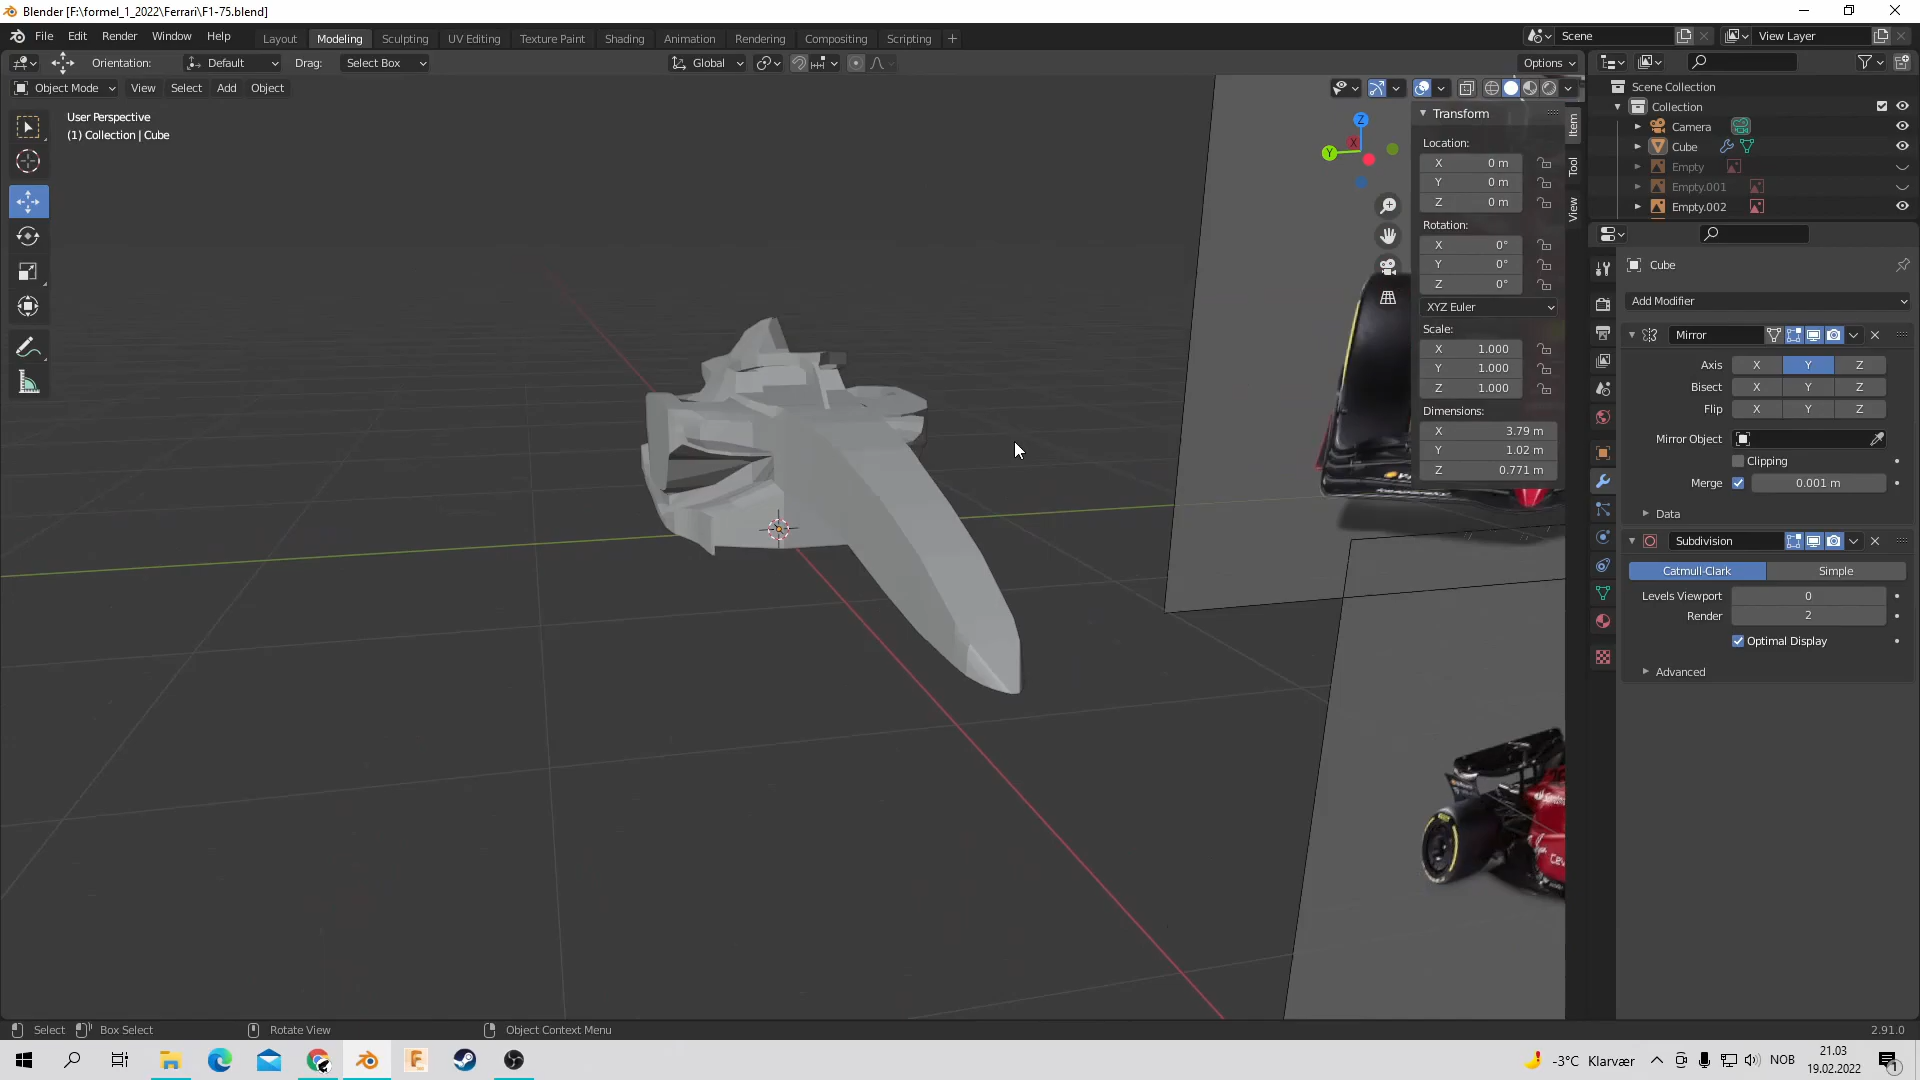 Blender [F:\formel_1_2022\Ferrari\F1-75.blend]
File Edit Render Window Help
Layout Modeling Sculpting UV Editing Texture Paint Shading Animation Rendering Compositing Scripting +
Scene
View Layer
Orientation: Default Drag: Select Box
Global
Options
Object Mode View Select Add Object
User Perspective
(1) Collection | Cube
Z
Y
X
Item
Tool
View
Transform
Location:
X 0 m
Y 0 m
Z 0 m
Rotation:
X 0°
Y 0°
Z 0°
XYZ Euler
Scale:
X 1.000
Y 1.000
Z 1.000
Dimensions:
X 3.79 m
Y 1.02 m
Z 0.771 m
Scene Collection
Collection
Camera
Cube
Empty
Empty.001
Empty.002
Cube
Add Modifier
Mirror
Axis X Y Z
Bisect X Y Z
Flip X Y Z
Mirror Object
Clipping
Merge 0.001 m
Data
Subdivision
Catmull-Clark Simple
Levels Viewport 0
Render 2
Optimal Display
Advanced
Select Box Select Rotate View Object Context Menu
2.91.0
-3°C Klarvær
NOB
21.03
19.02.2022
1